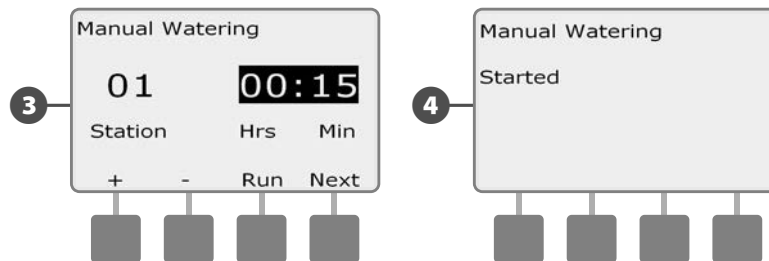 3
Manual Watering
01 00:15
Station Hrs Min
+ - Run Next
4
Manual Watering
Started